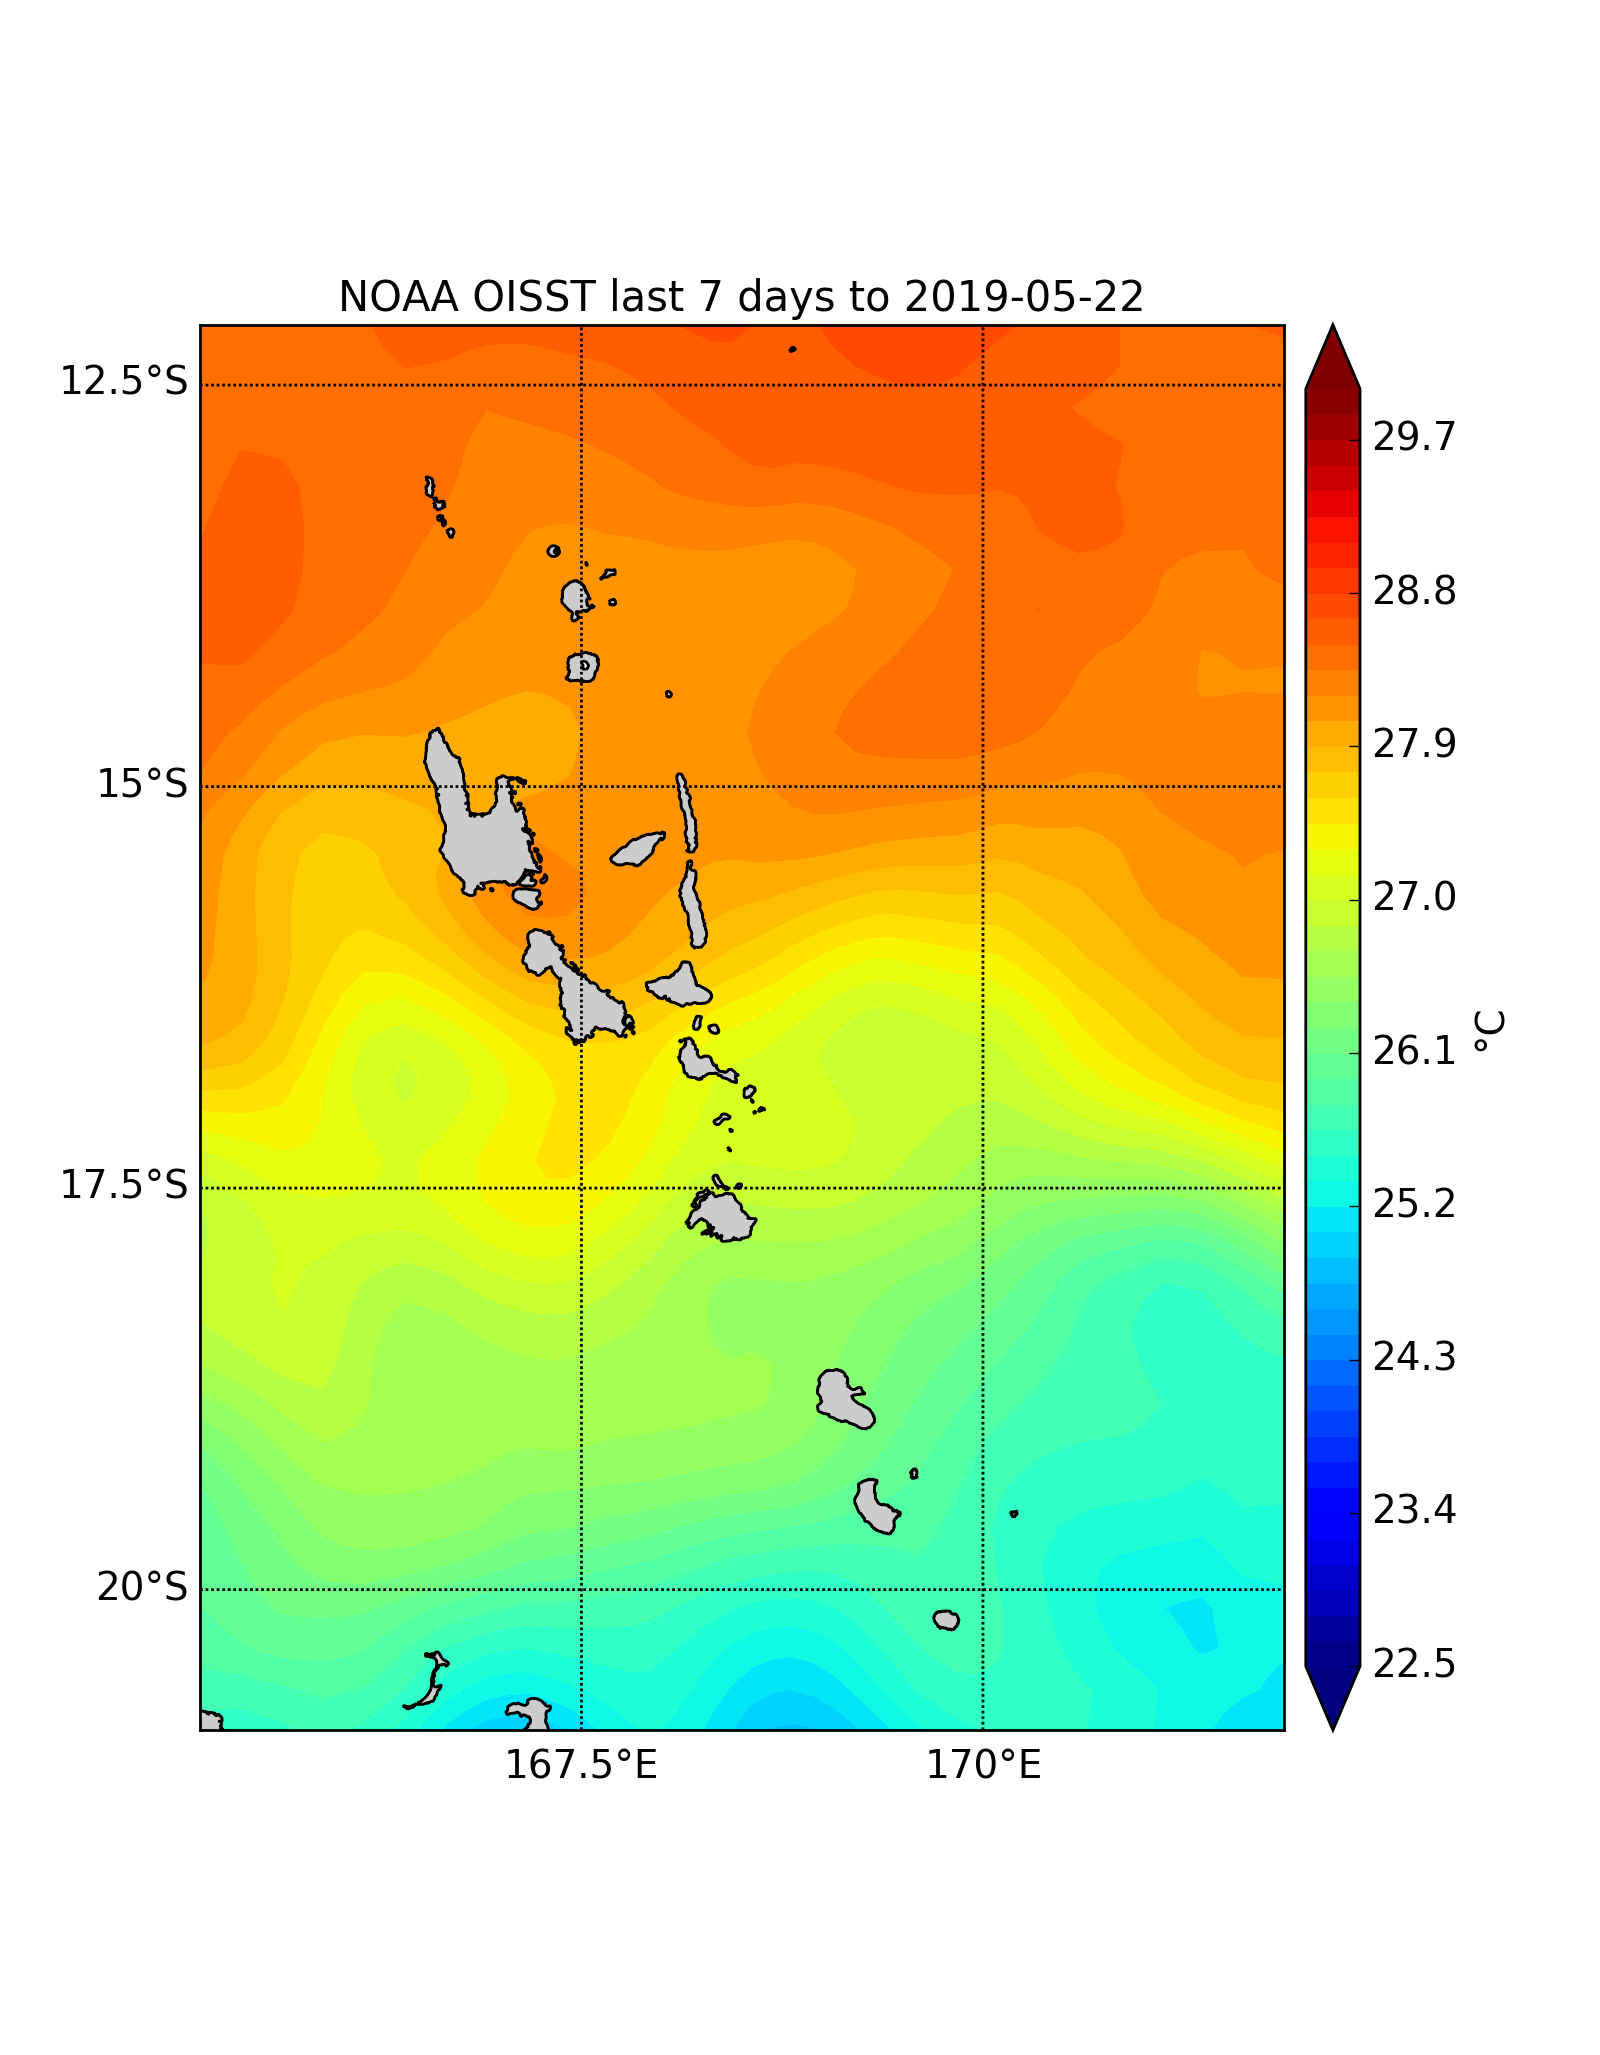 NOAA OISST last 7 days to 2019-05-22
12.5°S
15°S
17.5°S
20°S
167.5°E
170°E
29.7
28.8
27.9
27.0
26.1
25.2
24.3
23.4
22.5
°C